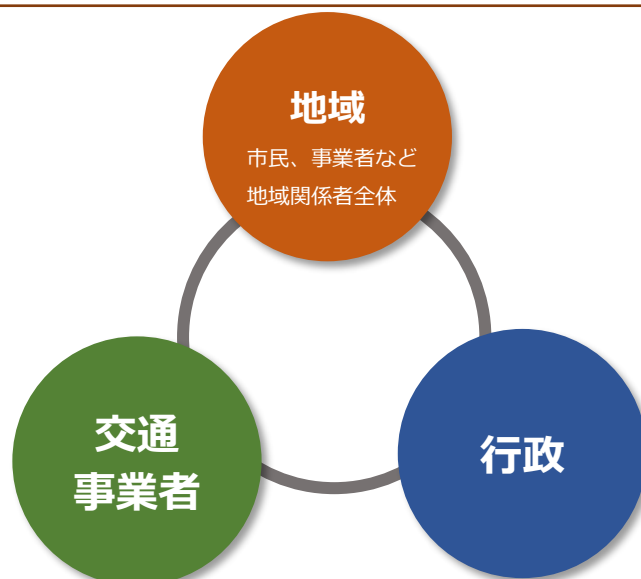 地域
市民、事業者など
地域関係者全体
交通
事業者
行政